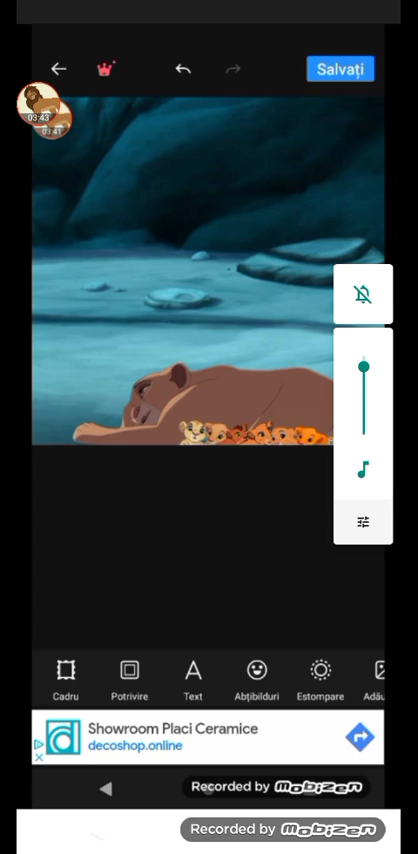 Salvați
03:43
03:41
Cadru
Potrivire
Text
Abțibilduri
Estompare
Adău
Showroom Placi Ceramice
decoshop.online
Recorded by mobizen
Recorded by mobizen